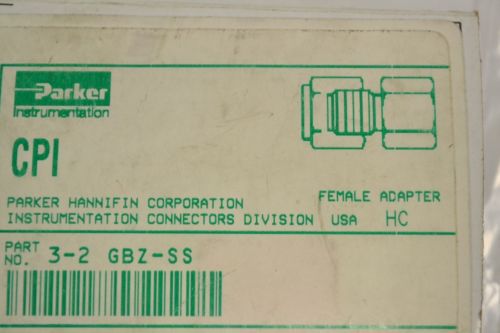 Parker
Instrumentation
CPI
PARKER HANNIFIN CORPORATION
INSTRUMENTATION CONNECTORS DIVISION
FEMALE ADAPTER
USA HC
PART NO. 3-2 GBZ-SS